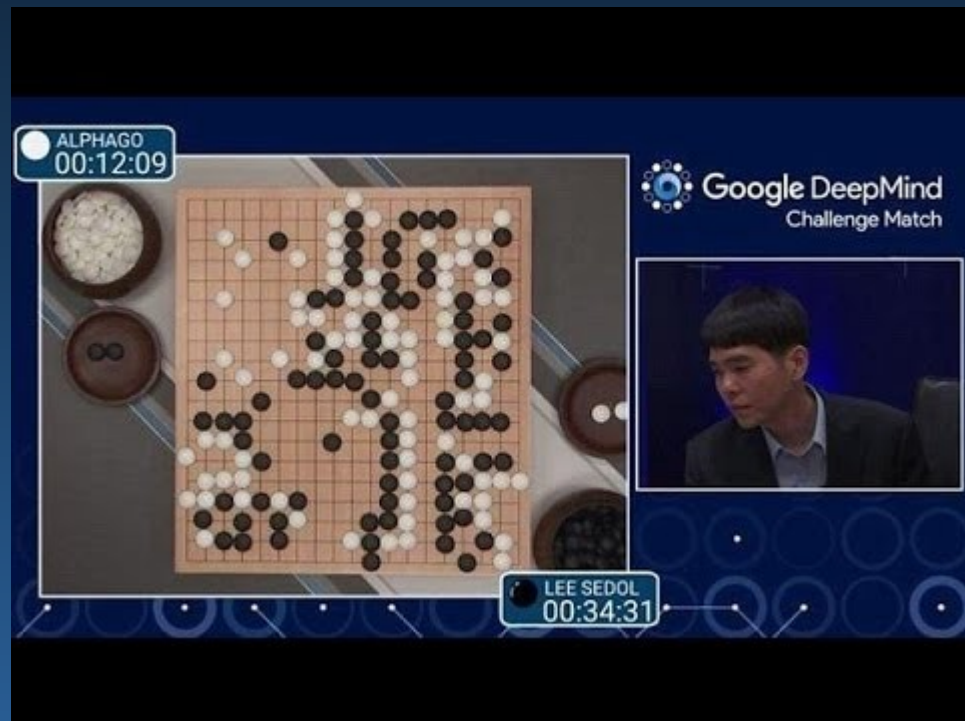 ALPHAGO
00:12:09
Google DeepMind
Challenge Match
LEE SEDOL
00:34:31